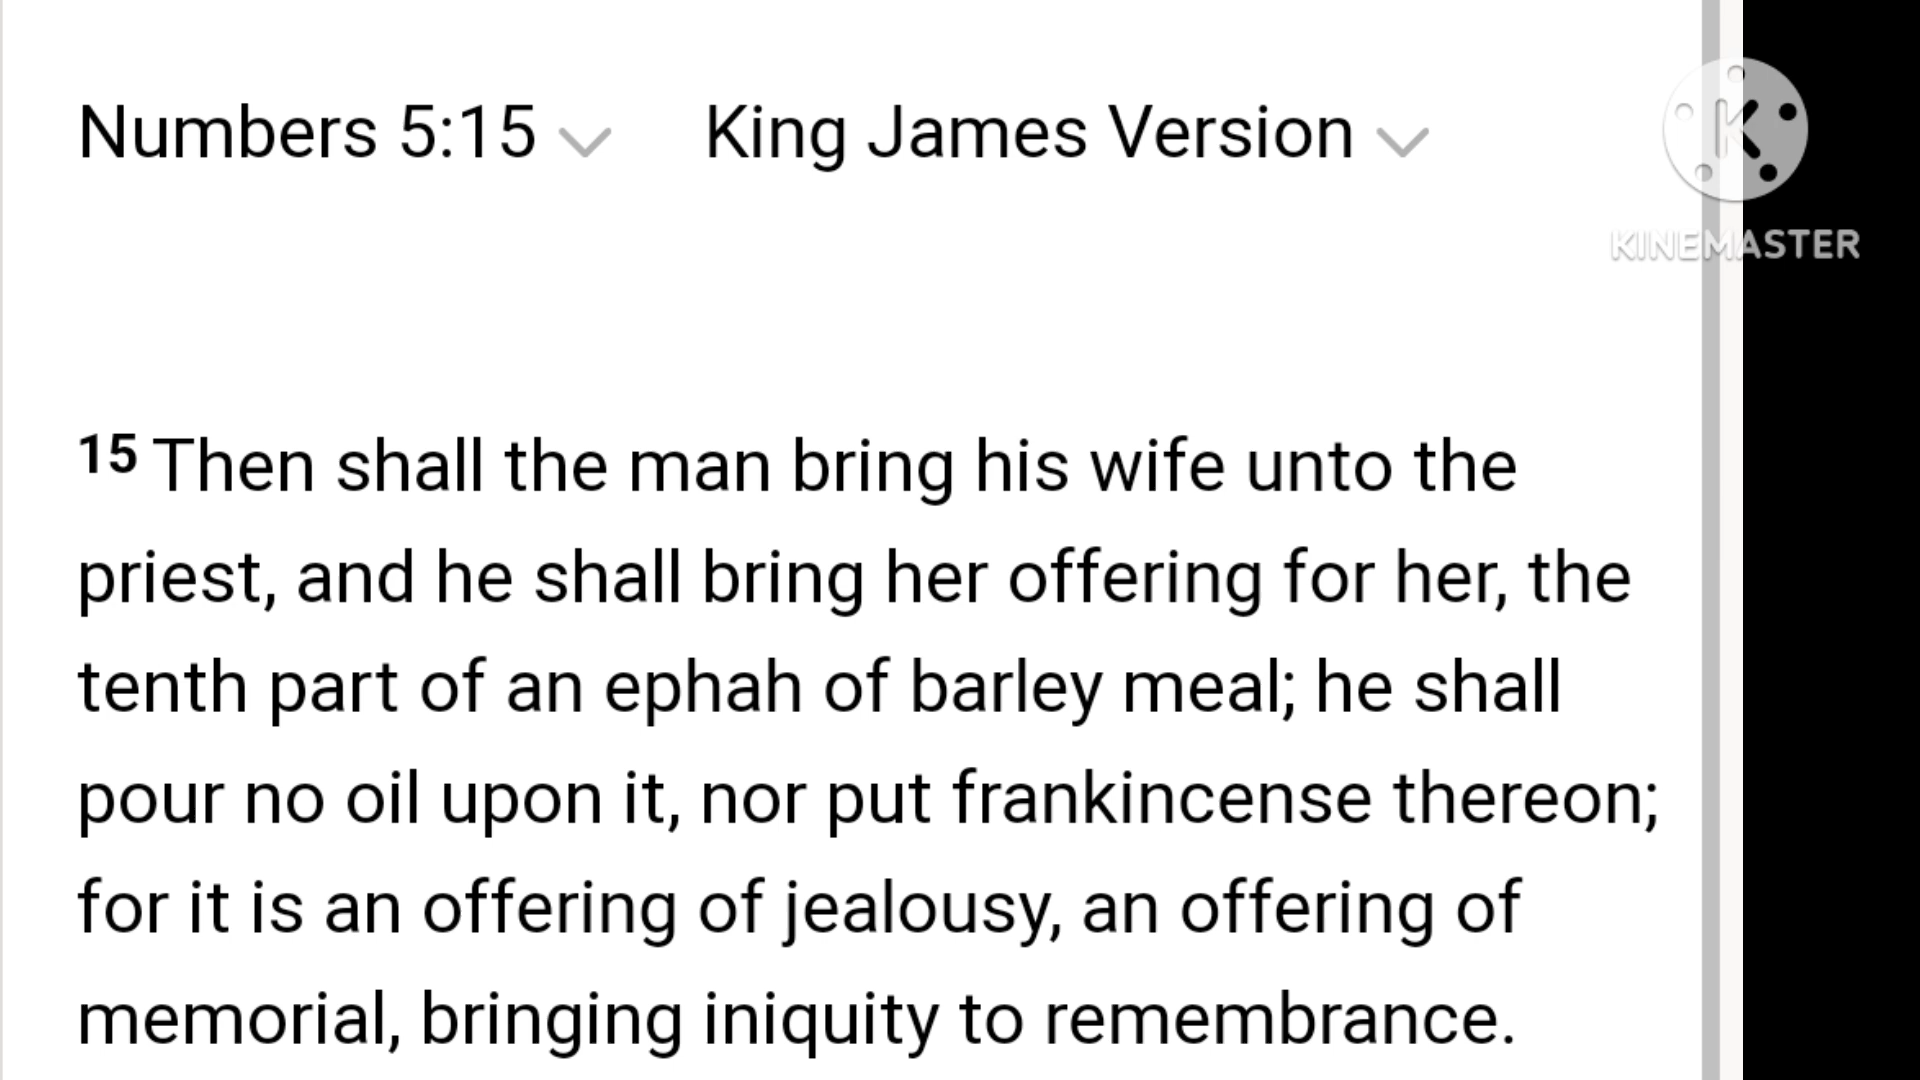 Numbers 5:15 King James Version
KINEMASTER
15 Then shall the man bring his wife unto the
priest, and he shall bring her offering for her, the
tenth part of an ephah of barley meal; he shall
pour no oil upon it, nor put frankincense thereon;
for it is an offering of jealousy, an offering of
memorial, bringing iniquity to remembrance.